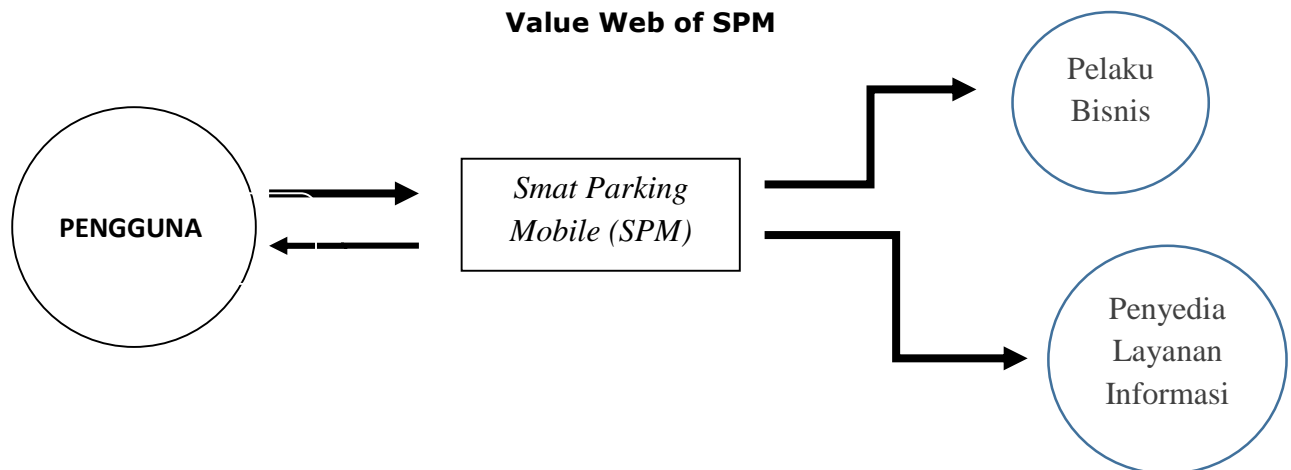 Value Web of SPM
Pelaku
Bisnis
PENGGUNA
Smat Parking
Mobile (SPM)
Penyedia
Layanan
Informasi